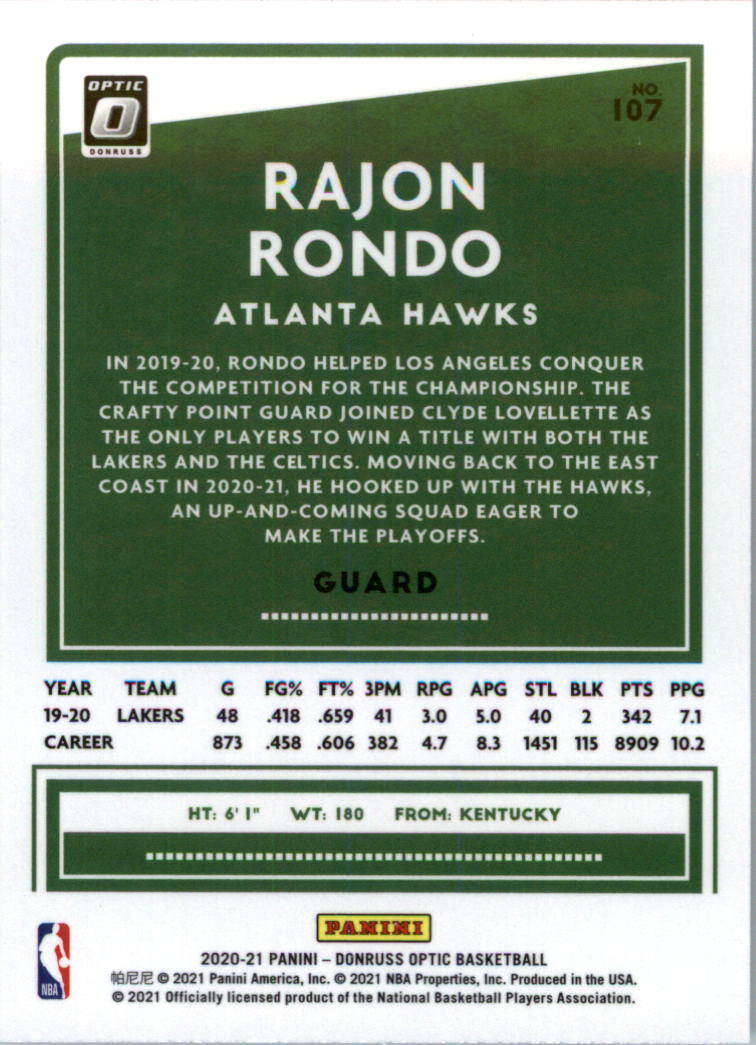 OPTIC
O
DONRUSS
NO.
107
RAJON
RONDO
ATLANTA HAWKS
IN 2019-20, RONDO HELPED LOS ANGELES CONQUER
THE COMPETITION FOR THE CHAMPIONSHIP. THE
CRAFTY POINT GUARD JOINED CLYDE LOVELLETTE AS
THE ONLY PLAYERS TO WIN A TITLE WITH BOTH THE
LAKERS AND THE CELTICS. MOVING BACK TO THE EAST
COAST IN 2020-21, HE HOOKED UP WITH THE HAWKS,
AN UP-AND-COMING SQUAD EAGER TO
MAKE THE PLAYOFFS.
GUARD
YEAR TEAM G FG% FT% 3PM RPG APG STL BLK PTS PPG
19-20 LAKERS 48 .418 .659 41 3.0 5.0 40 2 342 7.1
CAREER 873 .458 .606 382 4.7 8.3 1451 115 8909 10.2
HT: 6' 1" WT: 180 FROM: KENTUCKY
PANINI
2020-21 PANINI – DONRUSS OPTIC BASKETBALL
帕尼尼 © 2021 Panini America, Inc. © 2021 NBA Properties, Inc. Produced in the USA.
© 2021 Officially licensed product of the National Basketball Players Association.
NBA